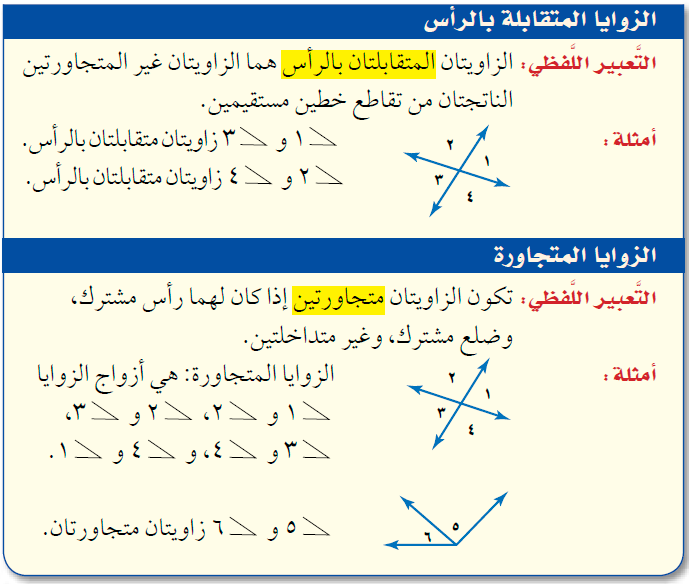 الزوايا المتقابلة بالرأس
التَّعبير اللَّفظي: الزاويتان المتقابلتان بالرأس هما الزاويتان غير المتجاورتين
الناتجتان من تقاطع خطين مستقيمين.
أمثلة:
∠١ و ∠٣ زاويتان متقابلتان بالرأس.
∠٢ و ∠٤ زاويتان متقابلتان بالرأس.
٢
١
٣
٤
الزوايا المتجاورة
التَّعبير اللَّفظي: تكون الزاويتان متجاورتين إذا كان لهما رأس مشترك،
وضلع مشترك، وغير متداخلتين.
أمثلة:
الزوايا المتجاورة: هي أزواج الزوايا
∠١ و ∠٢، ∠٢ و ∠٣،
∠٣ و ∠٤، و ∠٤ و ∠١.
٢
١
٣
٤
∠٥ و ∠٦ زاويتان متجاورتان.
٥
٦